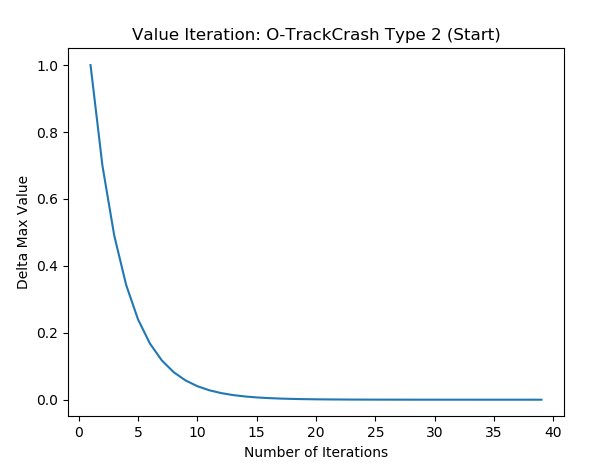 Value Iteration: O-TrackCrash Type 2 (Start)
1.0
0.8
0.6
0.4
0.2
0.0
Delta Max Value
0 5 10 15 20 25 30 35 40
Number of Iterations